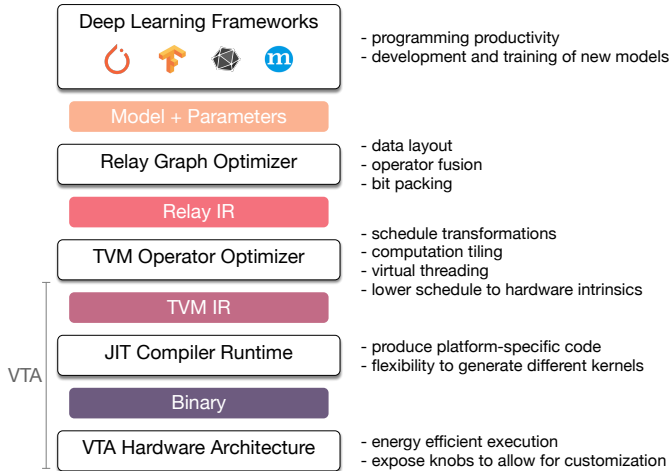 Deep Learning Frameworks
- programming productivity
- development and training of new models
m
Model + Parameters
Relay Graph Optimizer
- data layout
- operator fusion
- bit packing
Relay IR
TVM Operator Optimizer
- schedule transformations
- computation tiling
- virtual threading
- lower schedule to hardware intrinsics
TVM IR
JIT Compiler Runtime
- produce platform-specific code
- flexibility to generate different kernels
VTA
Binary
VTA Hardware Architecture
- energy efficient execution
- expose knobs to allow for customization